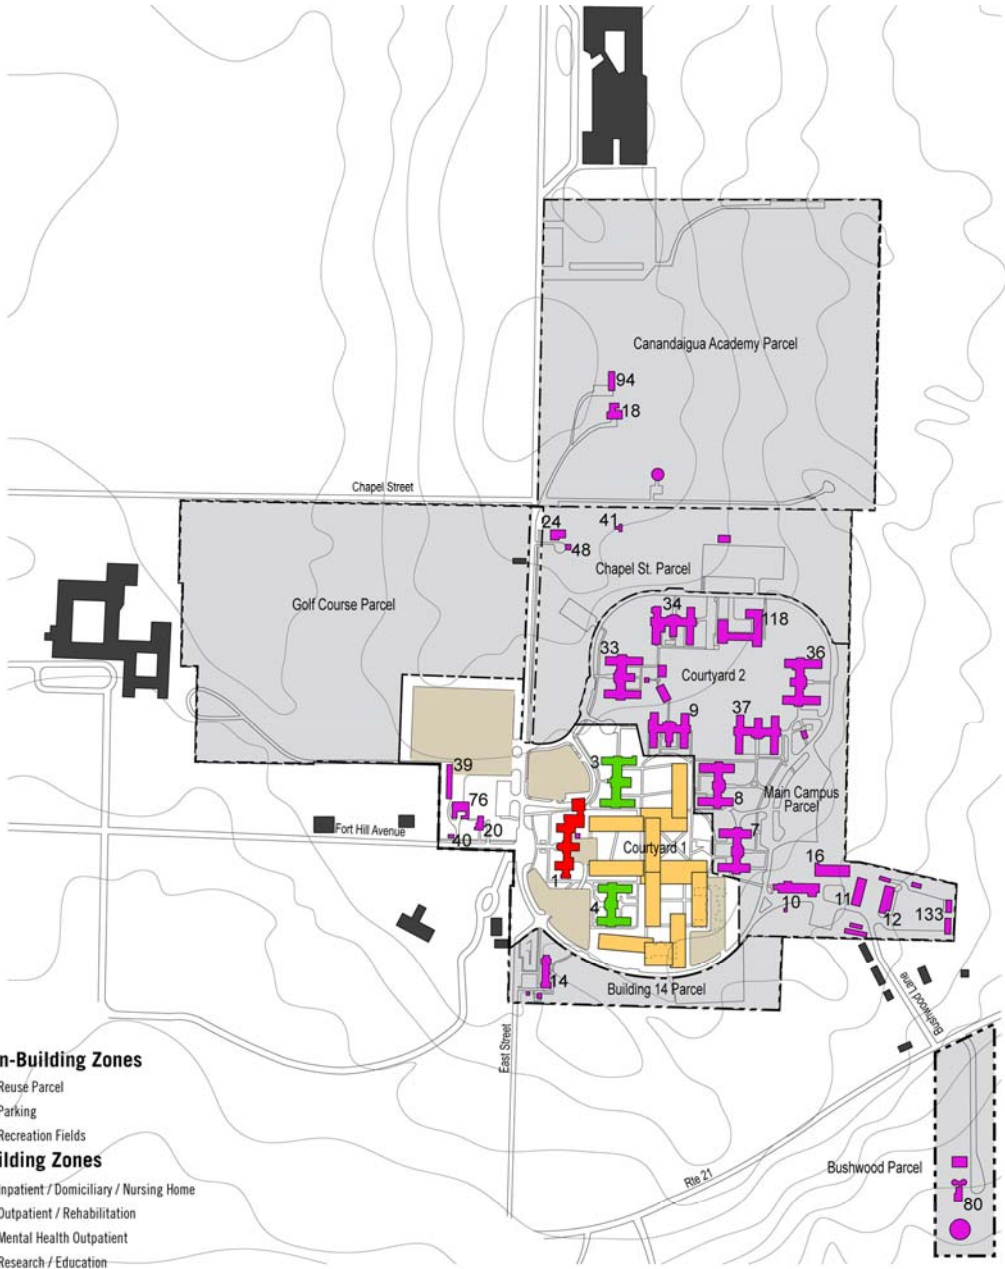 Canandaigua Academy Parcel
94
18
Chapel Street
24
41
48
Chapel St. Parcel
Golf Course Parcel
34
118
33
36
Courtyard 2
9
37
3
39
8
Main Campus
Parcel
76
20
Fort Hill Avenue
40
Courtyard 1
7
1
16
4
10
11
12
133
14
Building 14 Parcel
East Street
Bushwood Lane
n-Building Zones
Reuse Parcel
Parking
Recreation Fields
ilding Zones
Inpatient / Domiciliary / Nursing Home
Outpatient / Rehabilitation
Mental Health Outpatient
Research / Education
Rte 21
Bushwood Parcel
80